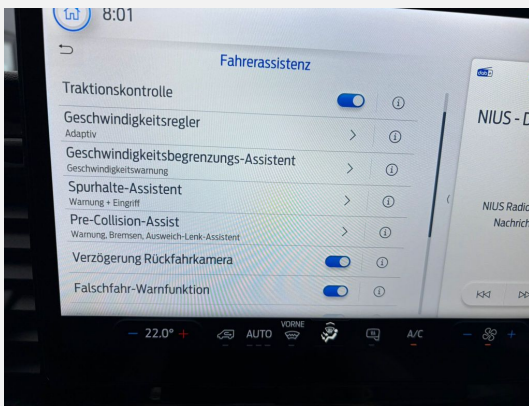 8:01
Fahrerassistenz
Traktionskontrolle
Geschwindigkeitsregler
Adaptiv
Geschwindigkeitsbegrenzungs-Assistent
Geschwindigkeitswarnung
Spurhalte-Assistent
Warnung + Eingriff
Pre-Collision-Assist
Warnung, Bremsen, Ausweich-Lenk-Assistent
Verzögerung Rückfahrkamera
Falschfahr-Warnfunktion
NIUS - D
NIUS Radio
Nachrich
- 22.0° +
AUTO
VORNE
A/C
- +